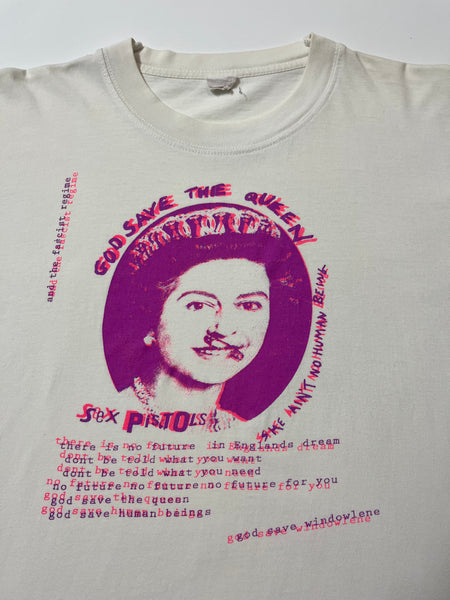 GOD SAVE THE QUEEN
and the fascist regime
SHE AIN'T NO HUMAN BEING
SeX PISTOLS
there is no future in Englands dream
dont be told what you want
dont be told what you need
no future no future no future for you
god save the queen
god save human beings
god save windowlene